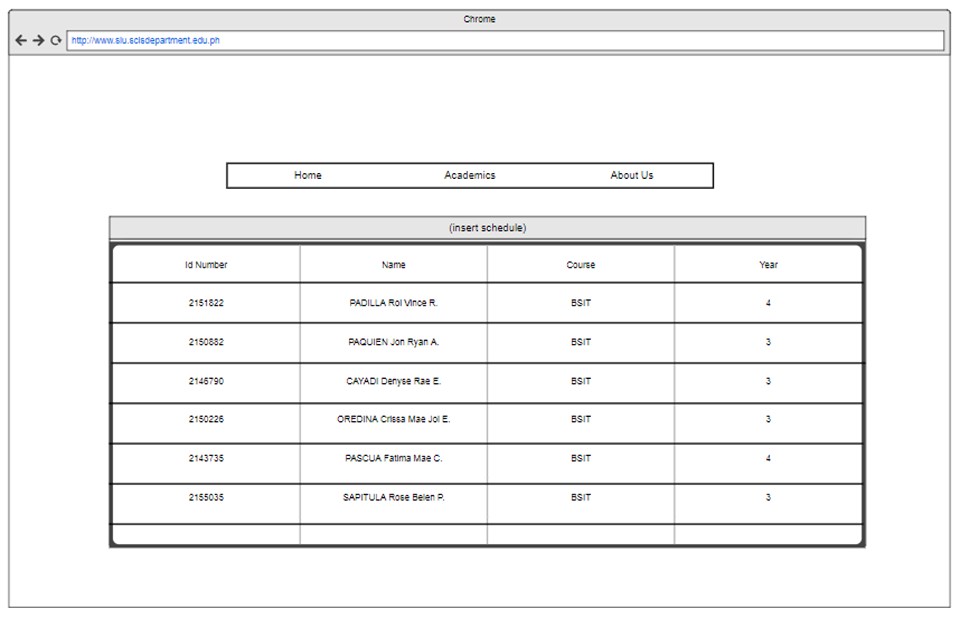 Chrome
http://www.slu.scisdepartment.edu.ph
Home Academics About Us
(insert schedule)
Id Number Name Course Year
2151822 PADILLA Roi Vince R. BSIT 4
2150882 PAQUIEN Jon Ryan A. BSIT 3
2146790 CAYADI Denyse Rae E. BSIT 3
2150226 OREDINA Crissa Mae Joi E. BSIT 3
2143735 PASCUA Fatima Mae C. BSIT 4
2155035 SAPITULA Rose Belen P. BSIT 3